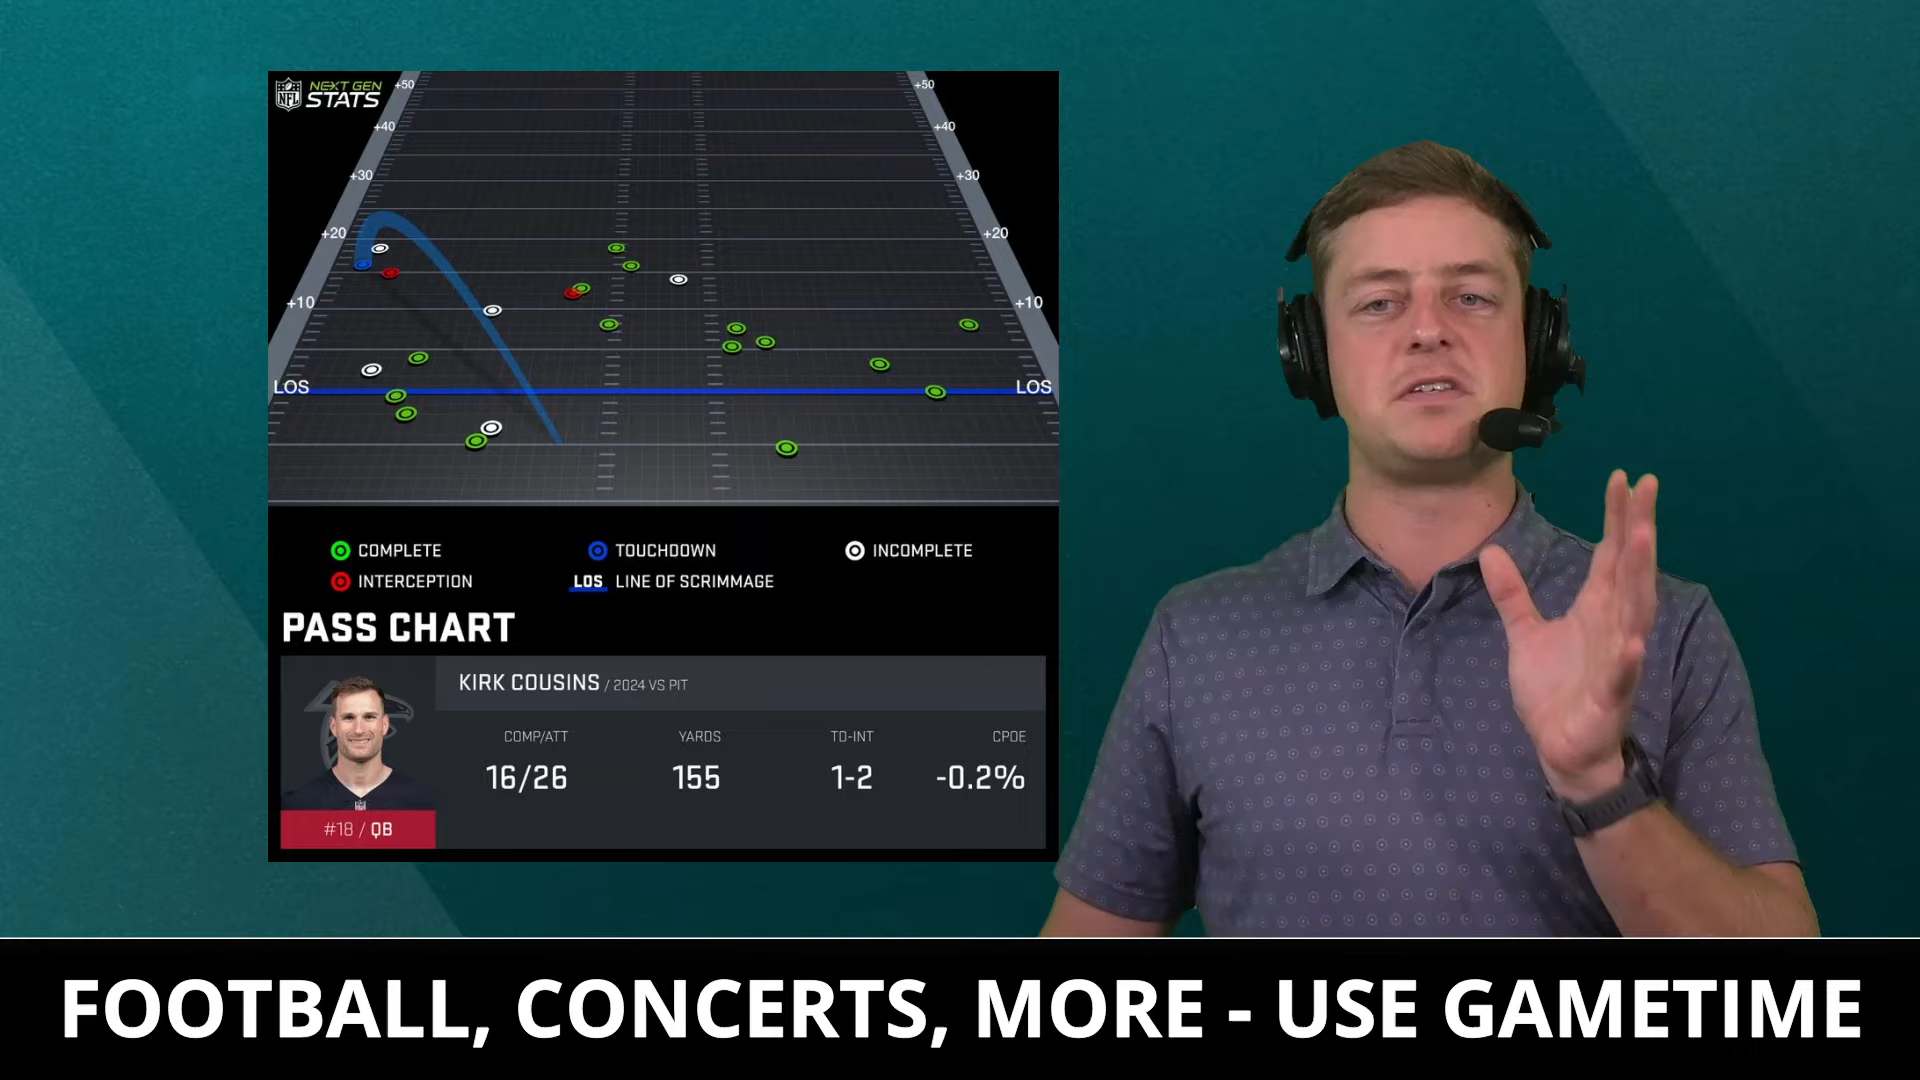 NFL NEXT GEN
STATS
+50 +50
+40 +40
+30 +30
+20 +20
+10 +10
LOS LOS
COMPLETE TOUCHDOWN INCOMPLETE
INTERCEPTION LOS LINE OF SCRIMMAGE
PASS CHART
KIRK COUSINS / 2024 VS PIT
COMP/ATT YARDS TD-INT CPOE
16/26 155 1-2 -0.2%
#18 / QB
FOOTBALL, CONCERTS, MORE - USE GAMETIME